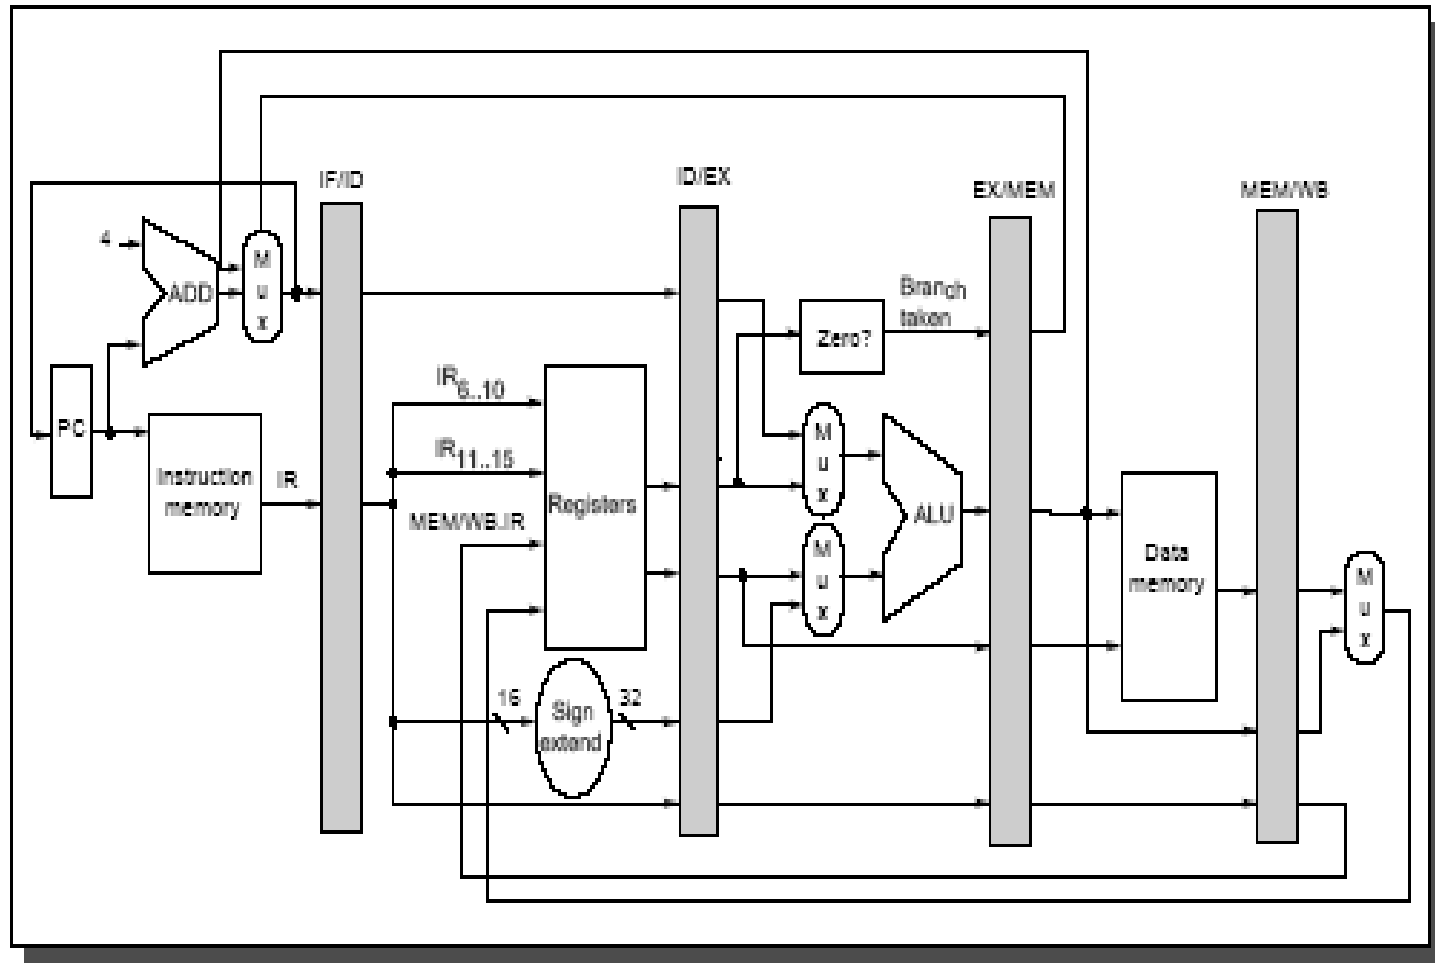 IF/ID
ID/EX
EX/MEM
MEM/WB
4
ADD
M
u
x
PC
Instruction
memory
IR
IR6..10
IR11..15
MEM/WB.IR
Registers
16
Sign
extend
32
Zero?
Branch
taken
M
u
x
M
u
x
ALU
Data
memory
M
u
x